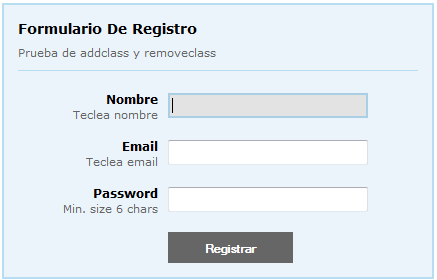 Formulario De Registro
Prueba de addclass y removeclass
Nombre
Teclea nombre
Email
Teclea email
Password
Min. size 6 chars
Registrar